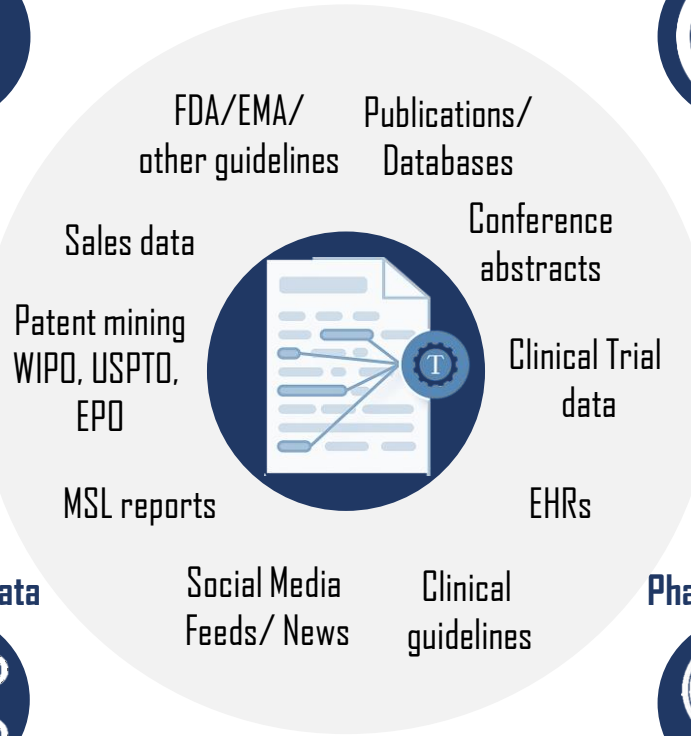 FDA/EMA/
other guidelines
Publications/
Databases
Conference
abstracts
Sales data
Patent mining
WIPO, USPTO,
EPO
T
Clinical Trial
data
MSL reports
EHRs
Social Media
Feeds/ News
Clinical
guidelines
ata
Pha